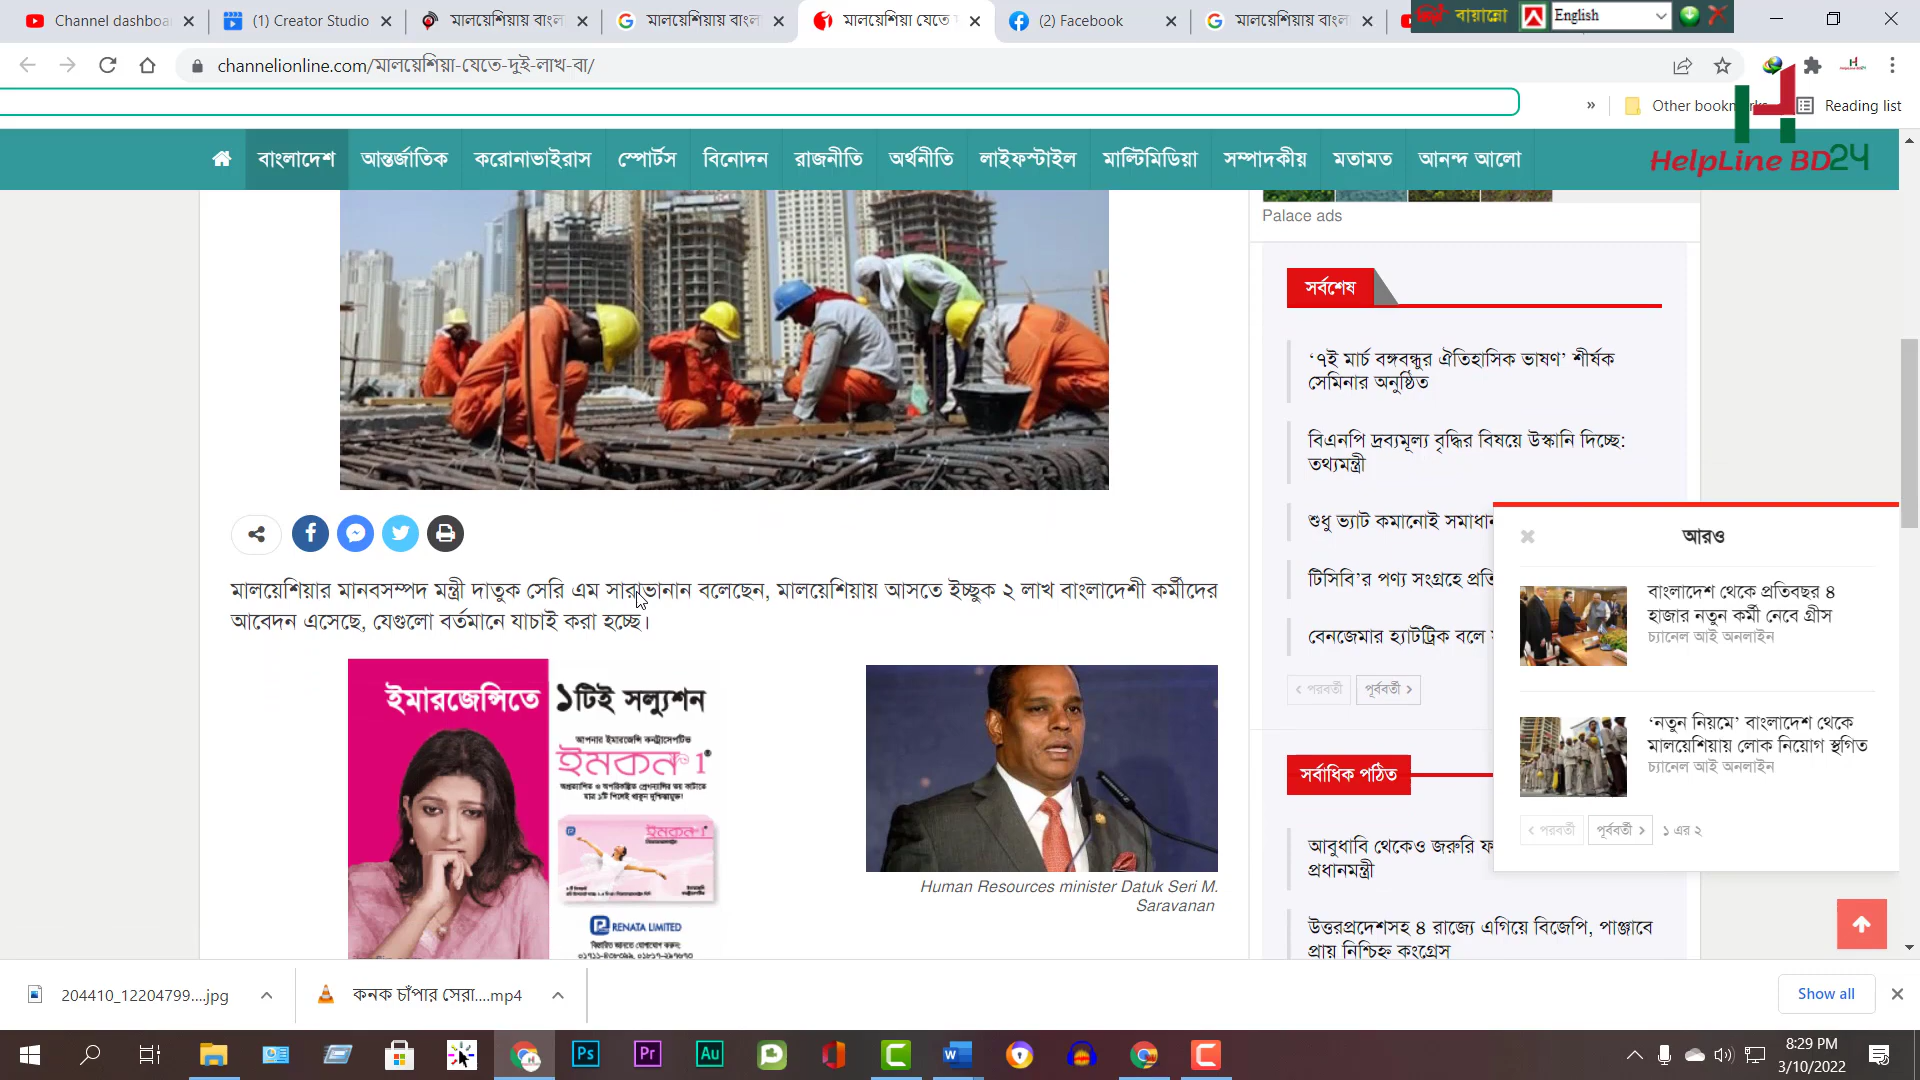 Channel dashboa
(1) Creator Studio
মালয়েশিয়ায় বাংল
মালয়েশিয়ায় বাংল
মালয়েশিয়া যেতে
(2) Facebook
মালয়েশিয়ায় বাংল
বায়ান্নো
English
channelionline.com/মালয়েশিয়া-যেতে-দুই-লাখ-বা/
Other bookmarks
Reading list
বাংলাদেশ
আন্তর্জাতিক
করোনাভাইরাস
স্পোর্টস
বিনোদন
রাজনীতি
অর্থনীতি
লাইফস্টাইল
মাল্টিমিডিয়া
সম্পাদকীয়
মতামত
আনন্দ আলো
HelpLine BD24
Palace ads
সর্বশেষ
‘৭ই মার্চ বঙ্গবন্ধুর ঐতিহাসিক ভাষণ’ শীর্ষক
সেমিনার অনুষ্ঠিত
বিএনপি দ্রব্যমূল্য বৃদ্ধির বিষয়ে উস্কানি দিচ্ছে:
তথ্যমন্ত্রী
শুধু ভ্যাট কমানোই সমাধান
টিসিবি’র পণ্য সংগ্রহে
বেনজেমার হ্যাটট্রিক বলে
পরবর্তী
পূর্ববর্তী
সর্বাধিক পঠিত
আবুধাবি থেকেও জরুরি
প্রধানমন্ত্রী
উত্তরপ্রদেশসহ ৪ রাজ্যে এগিয়ে বিজেপি, পাঞ্জাবে
প্রায় নিশ্চিহ্ন কংগ্রেস
আরও
বাংলাদেশ থেকে প্রতিবছর ৪
হাজার নতুন কর্মী নেবে গ্রীস
চ্যানেল আই অনলাইন
‘নতুন নিয়মে’ বাংলাদেশ থেকে
মালয়েশিয়ায় লোক নিয়োগ স্থগিত
চ্যানেল আই অনলাইন
পরবর্তী
পূর্ববর্তী
১ এর ২
মালয়েশিয়ার মানবসম্পদ মন্ত্রী দাতুক সেরি এম সারাভানান বলেছেন, মালয়েশিয়ায় আসতে ইচ্ছুক ২ লাখ বাংলাদেশী কর্মীদের
আবেদন এসেছে, যেগুলো বর্তমানে যাচাই করা হচ্ছে।
ইমারজেন্সিতে ১টিই সল্যুশন
আপনার ইমারজেন্সি কন্ট্রাসেপটিভ
ইমকন 1
RENATA LIMITED
Human Resources minister Datuk Seri M.
Saravanan
204410_12204799....jpg
কনক চাঁপার সেরা....mp4
Show all
8:29 PM
3/10/2022